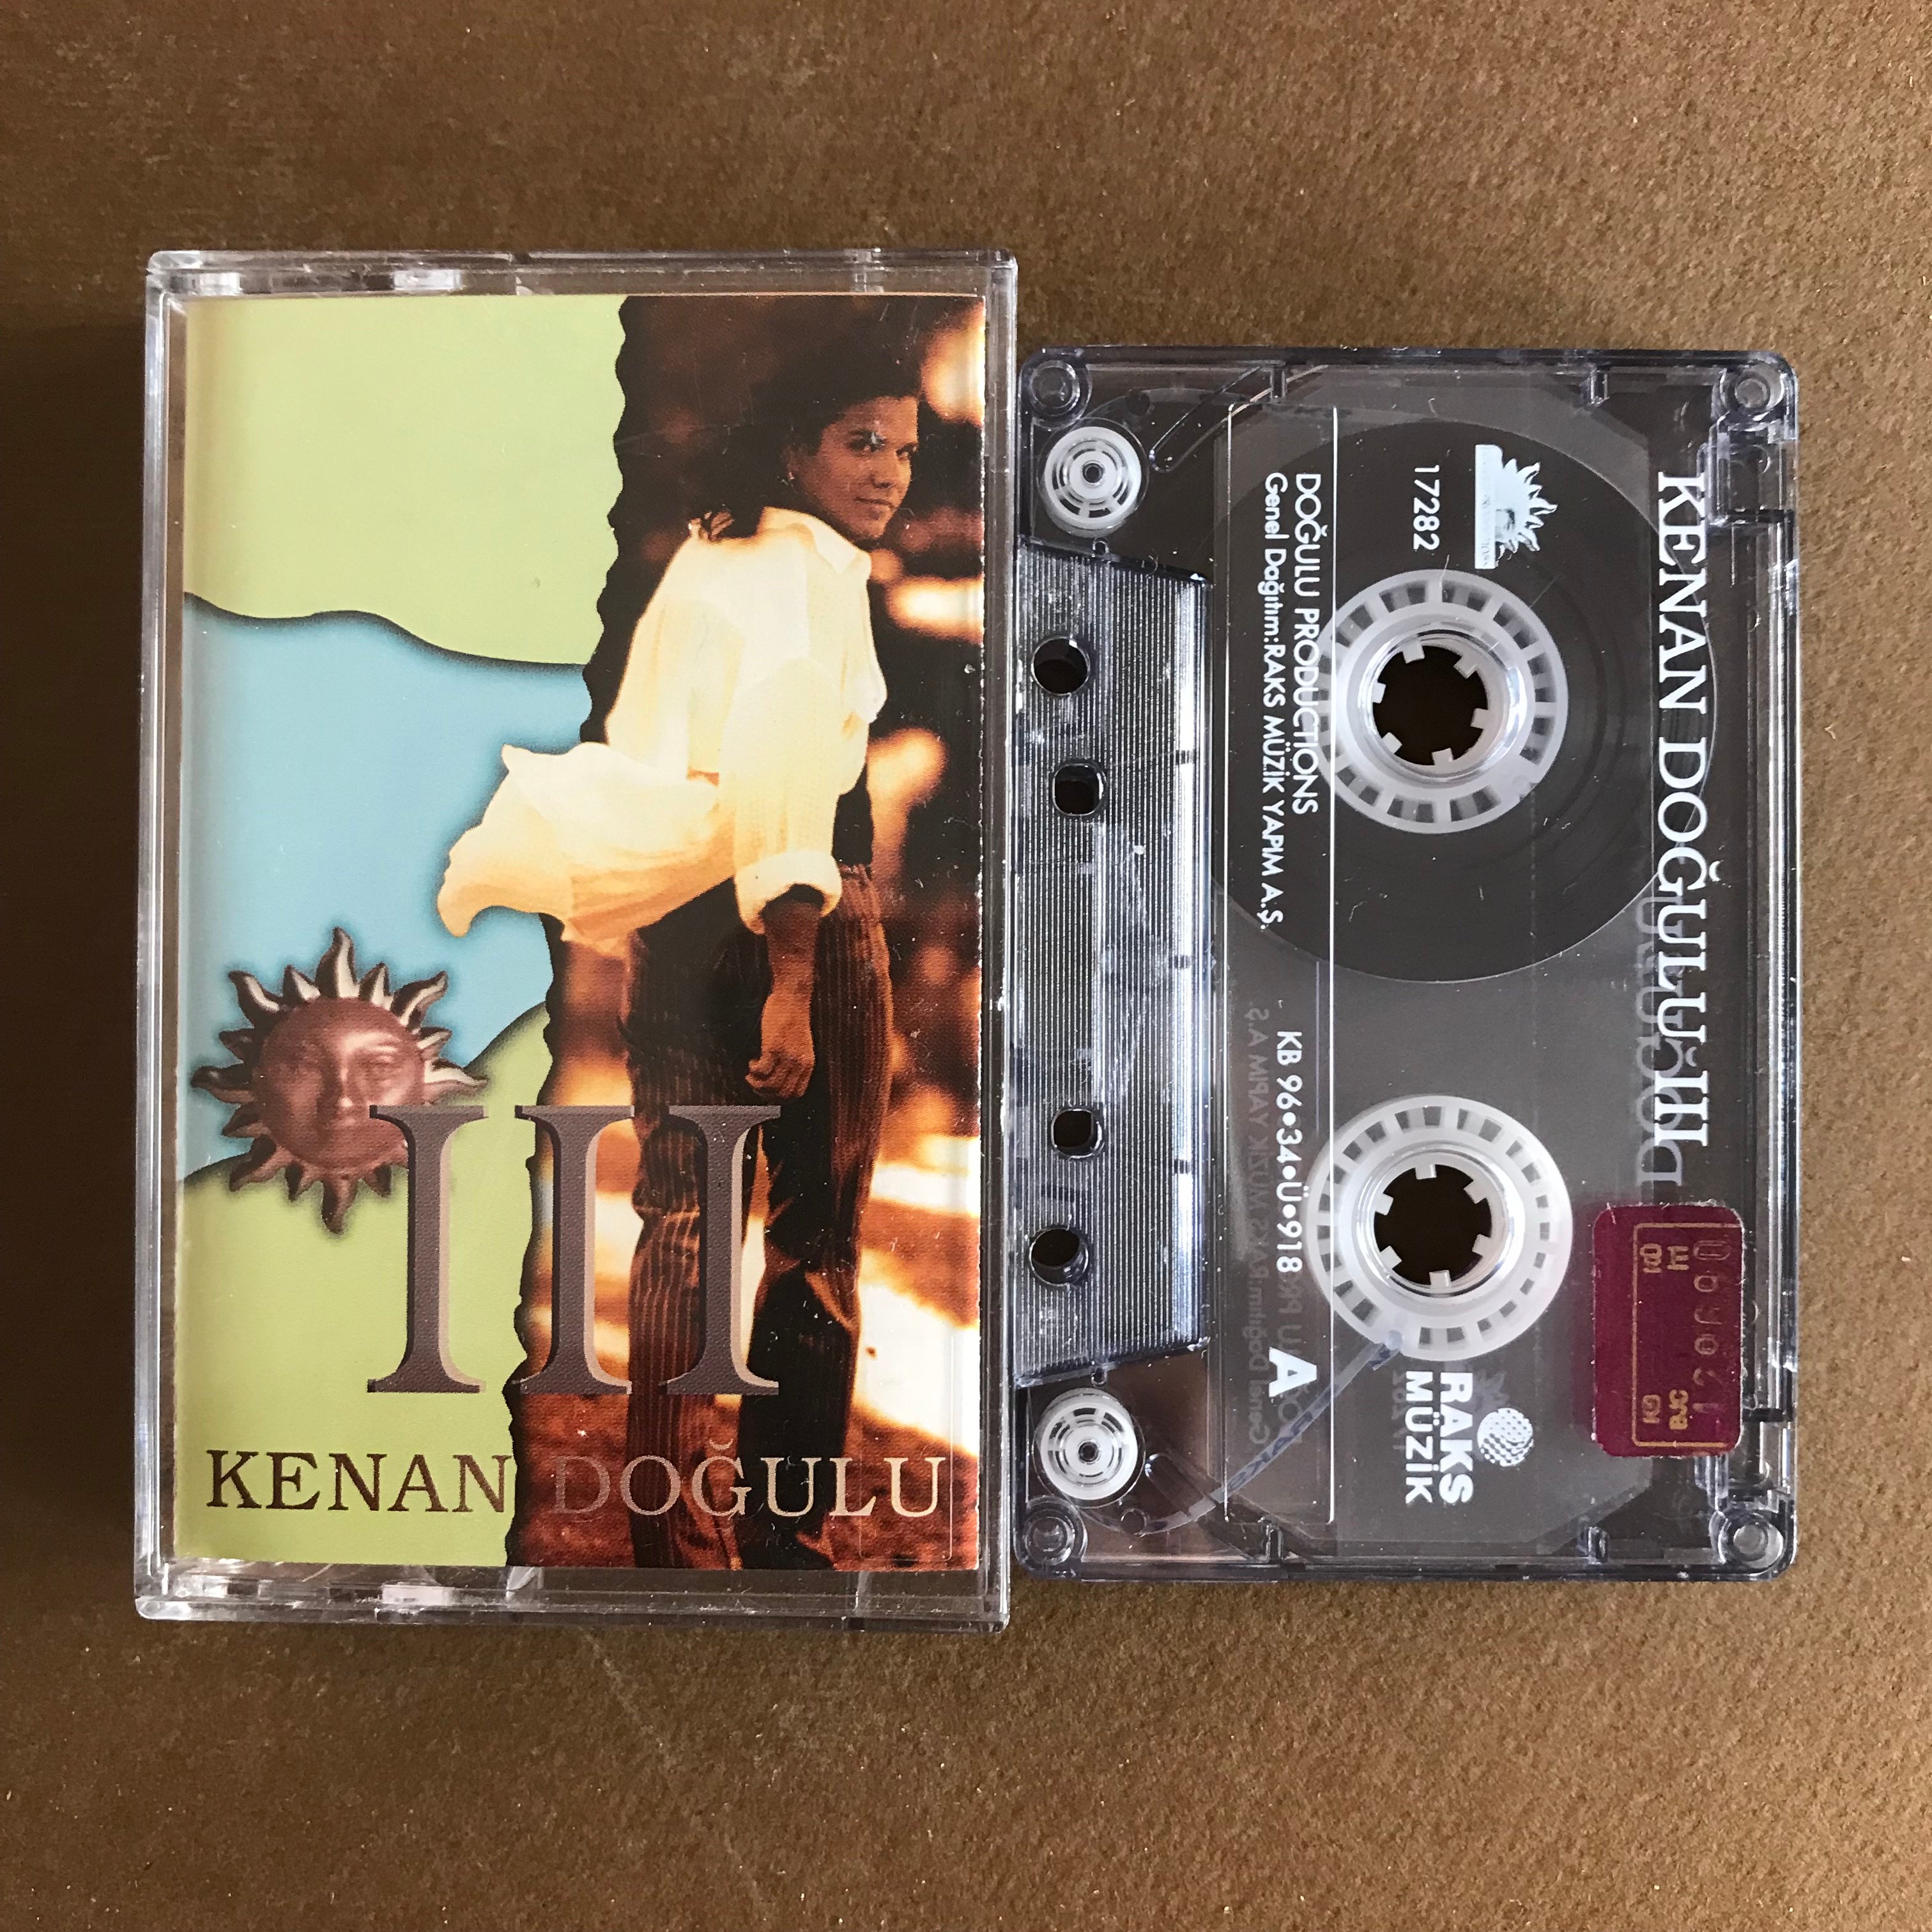 III
KENAN DOĞULU
KENAN DOĞULU III
17282
DOĞULU PRODUCTIONS
Genel Dağıtım:RAKS MÜZİK YAPIM A.Ş.
KB 96•34•Ü•918
A
RAKS
MÜZİK